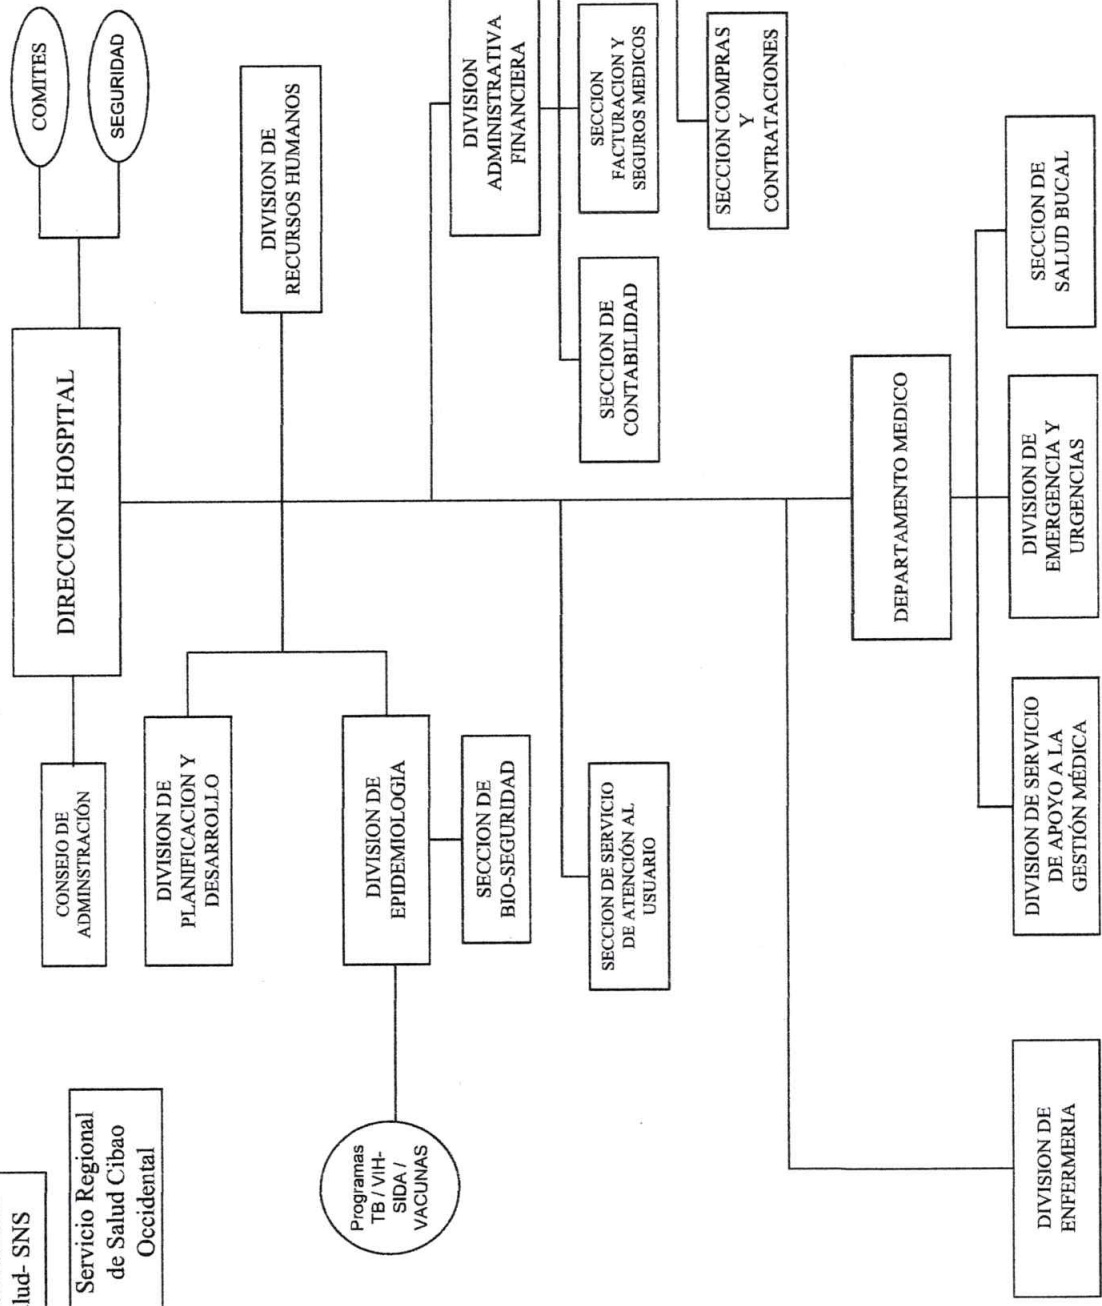 lud- SNS
Servicio Regional
de Salud Cibao
Occidental
CONSEJO DE
ADMINSTRACIÓN
DIRECCION HOSPITAL
COMITES
SEGURIDAD
DIVISION DE
PLANIFICACION Y
DESARROLLO
DIVISION DE
RECURSOS HUMANOS
Programas
TB / VIH-
SIDA /
VACUNAS
DIVISION DE
EPIDEMIOLOGIA
SECCION DE
BIO-SEGURIDAD
DIVISION
ADMINISTRATIVA
FINANCIERA
SECCION DE SERVICIO
DE ATENCIÓN AL
USUARIO
SECCION DE
CONTABILIDAD
SECCION
FACTURACION Y
SEGUROS MEDICOS
SECCION COMPRAS
Y
CONTRATACIONES
DEPARTAMENTO MEDICO
DIVISION DE
ENFERMERIA
DIVISION DE SERVICIO
DE APOYO A LA
GESTIÓN MÉDICA
DIVISION DE
EMERGENCIA Y
URGENCIAS
SECCION DE
SALUD BUCAL